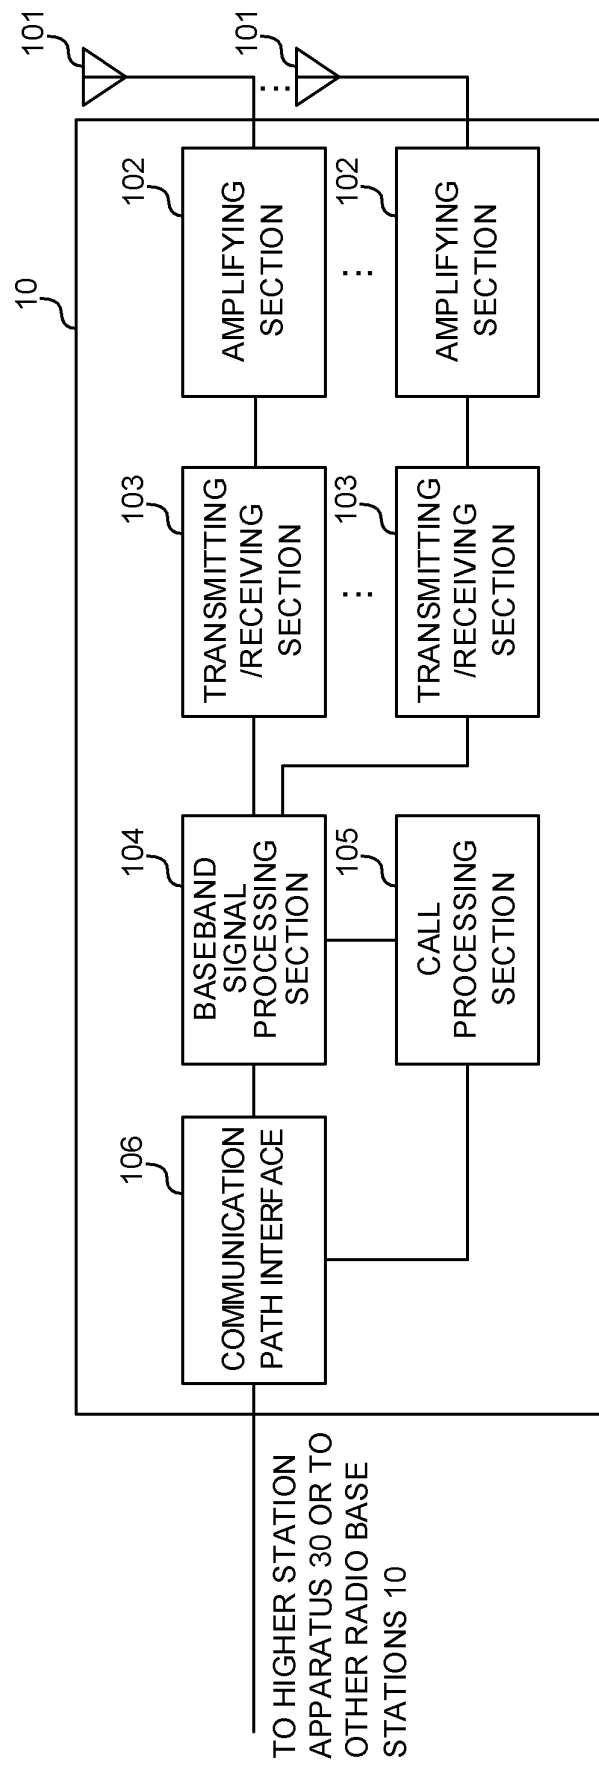 TO HIGHER STATION
APPARATUS 30 OR TO
OTHER RADIO BASE
STATIONS 10
10
106
COMMUNICATION
PATH INTERFACE
104
BASEBAND
SIGNAL
PROCESSING
SECTION
105
CALL
PROCESSING
SECTION
103
TRANSMITTING
/RECEIVING
SECTION
...
103
TRANSMITTING
/RECEIVING
SECTION
102
AMPLIFYING
SECTION
...
102
AMPLIFYING
SECTION
101
...
101